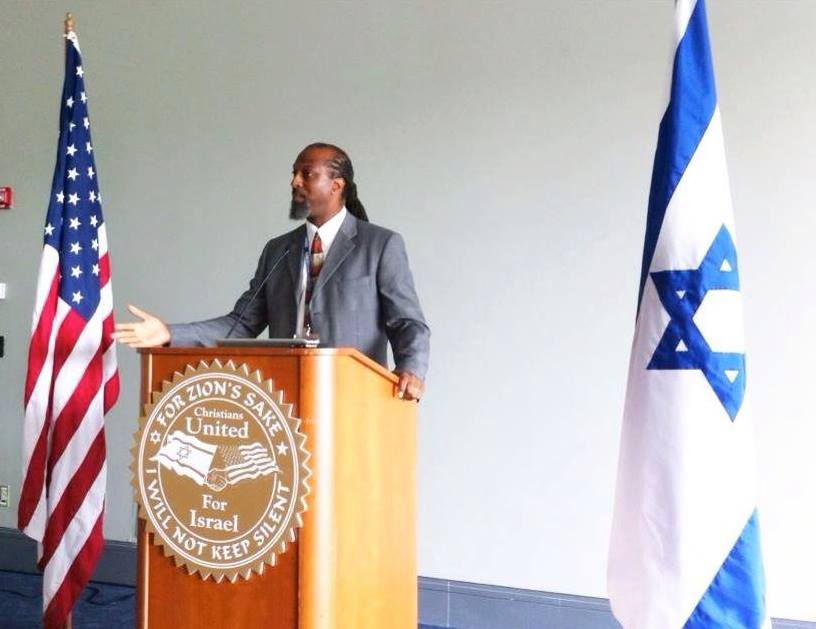 FOR ZION'S SAKE
Christians
United
For
Israel
I WILL NOT KEEP SILENT